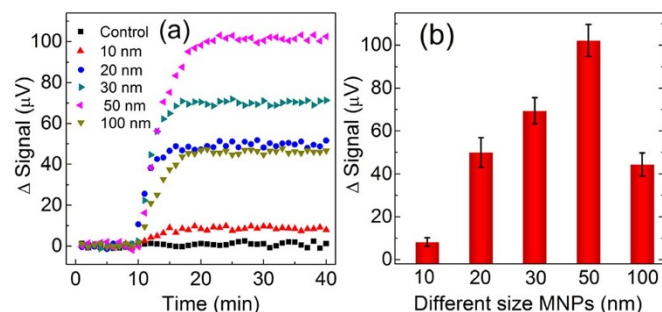 (a)
Δ Signal (μV)
100
80
60
40
20
0
Control
10 nm
20 nm
30 nm
50 nm
100 nm
0 10 20 30 40
Time (min)
(b)
Δ Signal (μV)
100
80
60
40
20
0
10 20 30 50 100
Different size MNPs (nm)